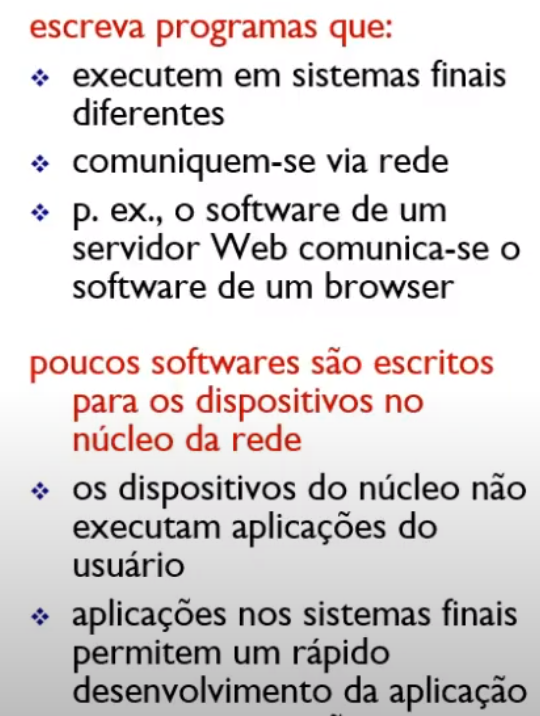 escreva programas que:
❖ executem em sistemas finais
diferentes
❖ comuniquem-se via rede
❖ p. ex., o software de um
servidor Web comunica-se o
software de um browser
poucos softwares são escritos
para os dispositivos no
núcleo da rede
❖ os dispositivos do núcleo não
executam aplicações do
usuário
❖ aplicações nos sistemas finais
permitem um rápido
desenvolvimento da aplicação